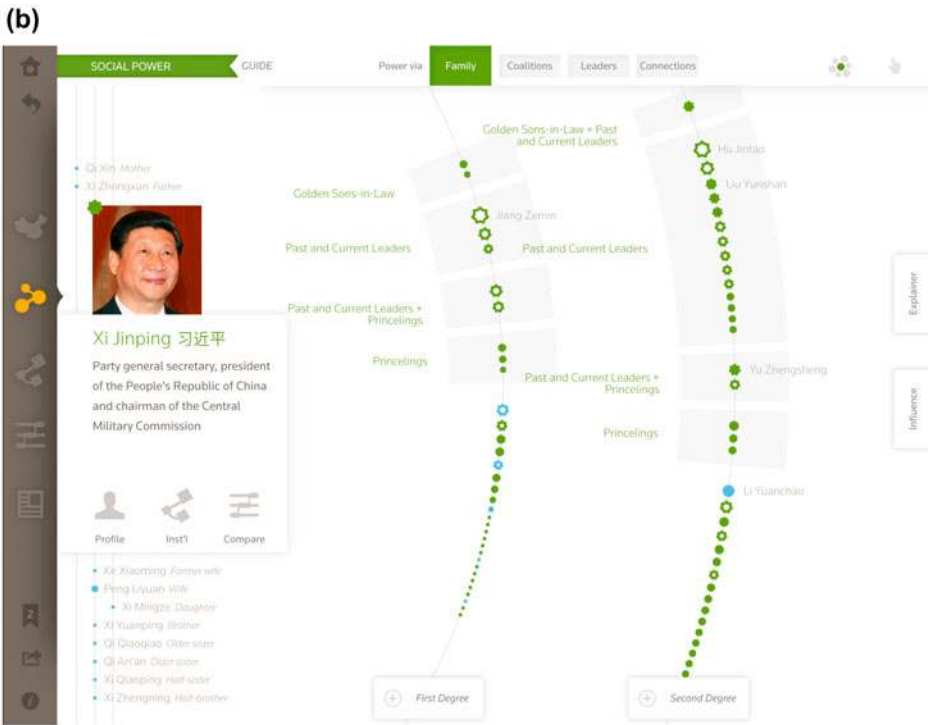 (b)
SOCIAL POWER
GUIDE
Power via
Family
Coalitions
Leaders
Connections
Qi Xin Mother
Xi Zhongxun Father
Xi Jinping 习近平
Party general secretary, president
of the People's Republic of China
and chairman of the Central
Military Commission
Profile
Inst'l
Compare
Ke Xiaoming Former wife
Peng Liyuan Wife
Xi Mingze Daughter
Xi Yuanping Brother
Qi Qiaoqiao Older sister
Qi An'an Older sister
Xi Qianping Half-sister
Xi Zhengning Half-brother
Golden Sons-in-Law
Jiang Zemin
Past and Current Leaders
Past and Current Leaders +
Princelings
Princelings
First Degree
Golden Sons-in-Law + Past
and Current Leaders
Hu Jintao
Liu Yunshan
Past and Current Leaders
Past and Current Leaders +
Princelings
Yu Zhengsheng
Princelings
Li Yuanchao
Second Degree
Explainer
Influence
2